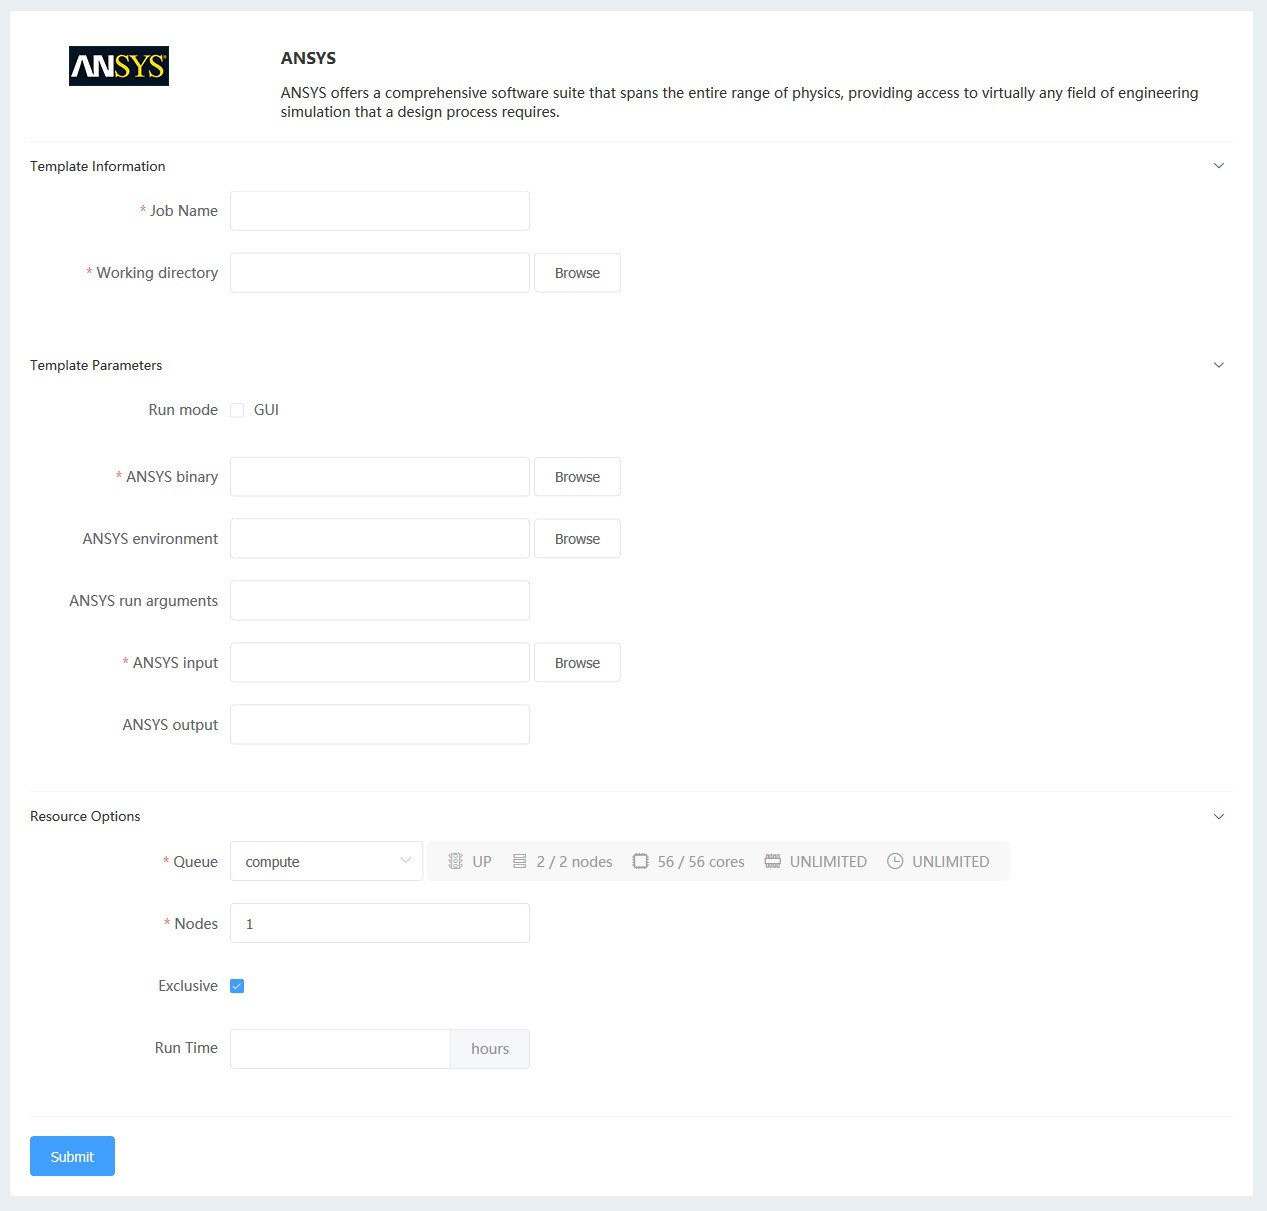 ANSYS
ANSYS
ANSYS offers a comprehensive software suite that spans the entire range of physics, providing access to virtually any field of engineering
simulation that a design process requires.
Template Information
* Job Name
* Working directory Browse
Template Parameters
Run mode GUI
* ANSYS binary Browse
ANSYS environment Browse
ANSYS run arguments
* ANSYS input Browse
ANSYS output
Resource Options
* Queue compute UP 2 / 2 nodes 56 / 56 cores UNLIMITED UNLIMITED
* Nodes 1
Exclusive
Run Time hours
Submit